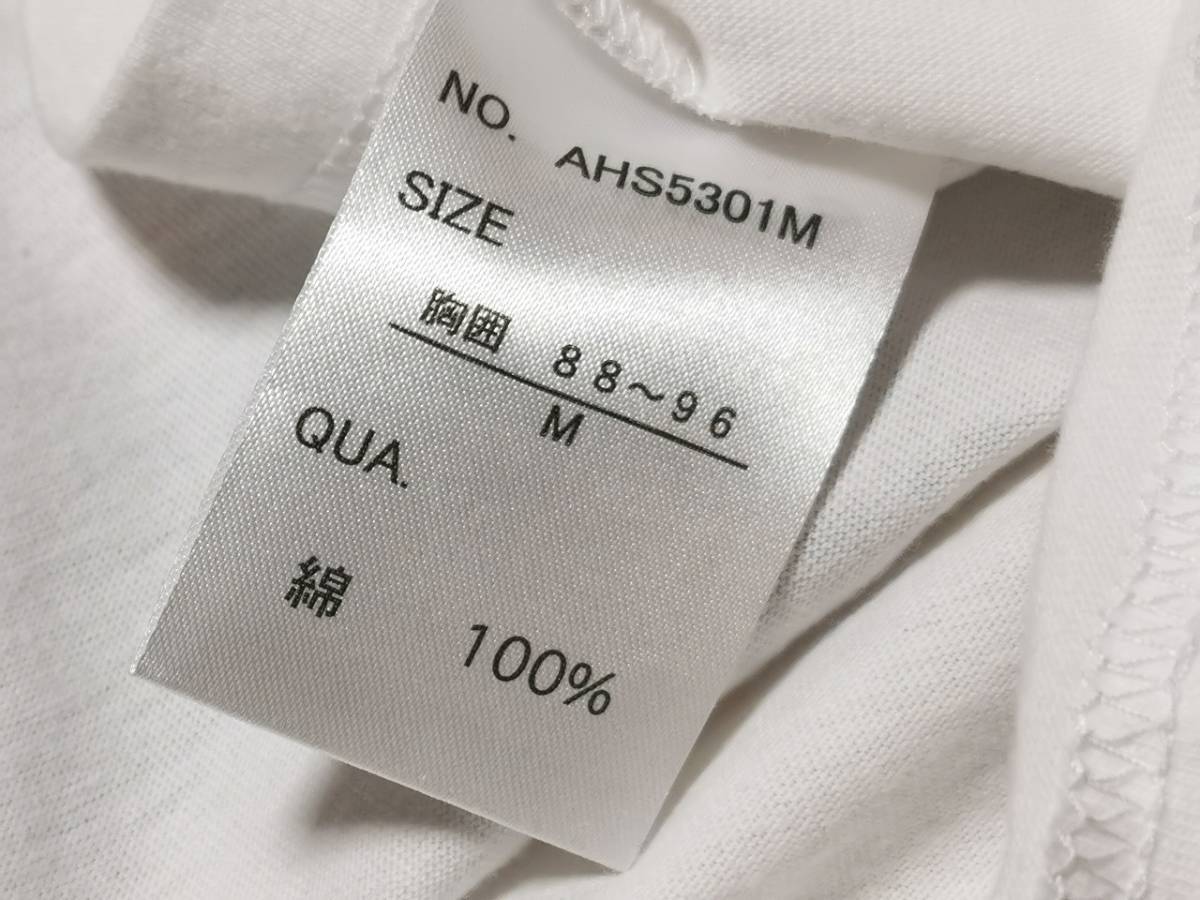 NO. AHS5301M
SIZE
胸囲 88～96
M
QUA.
綿 100%